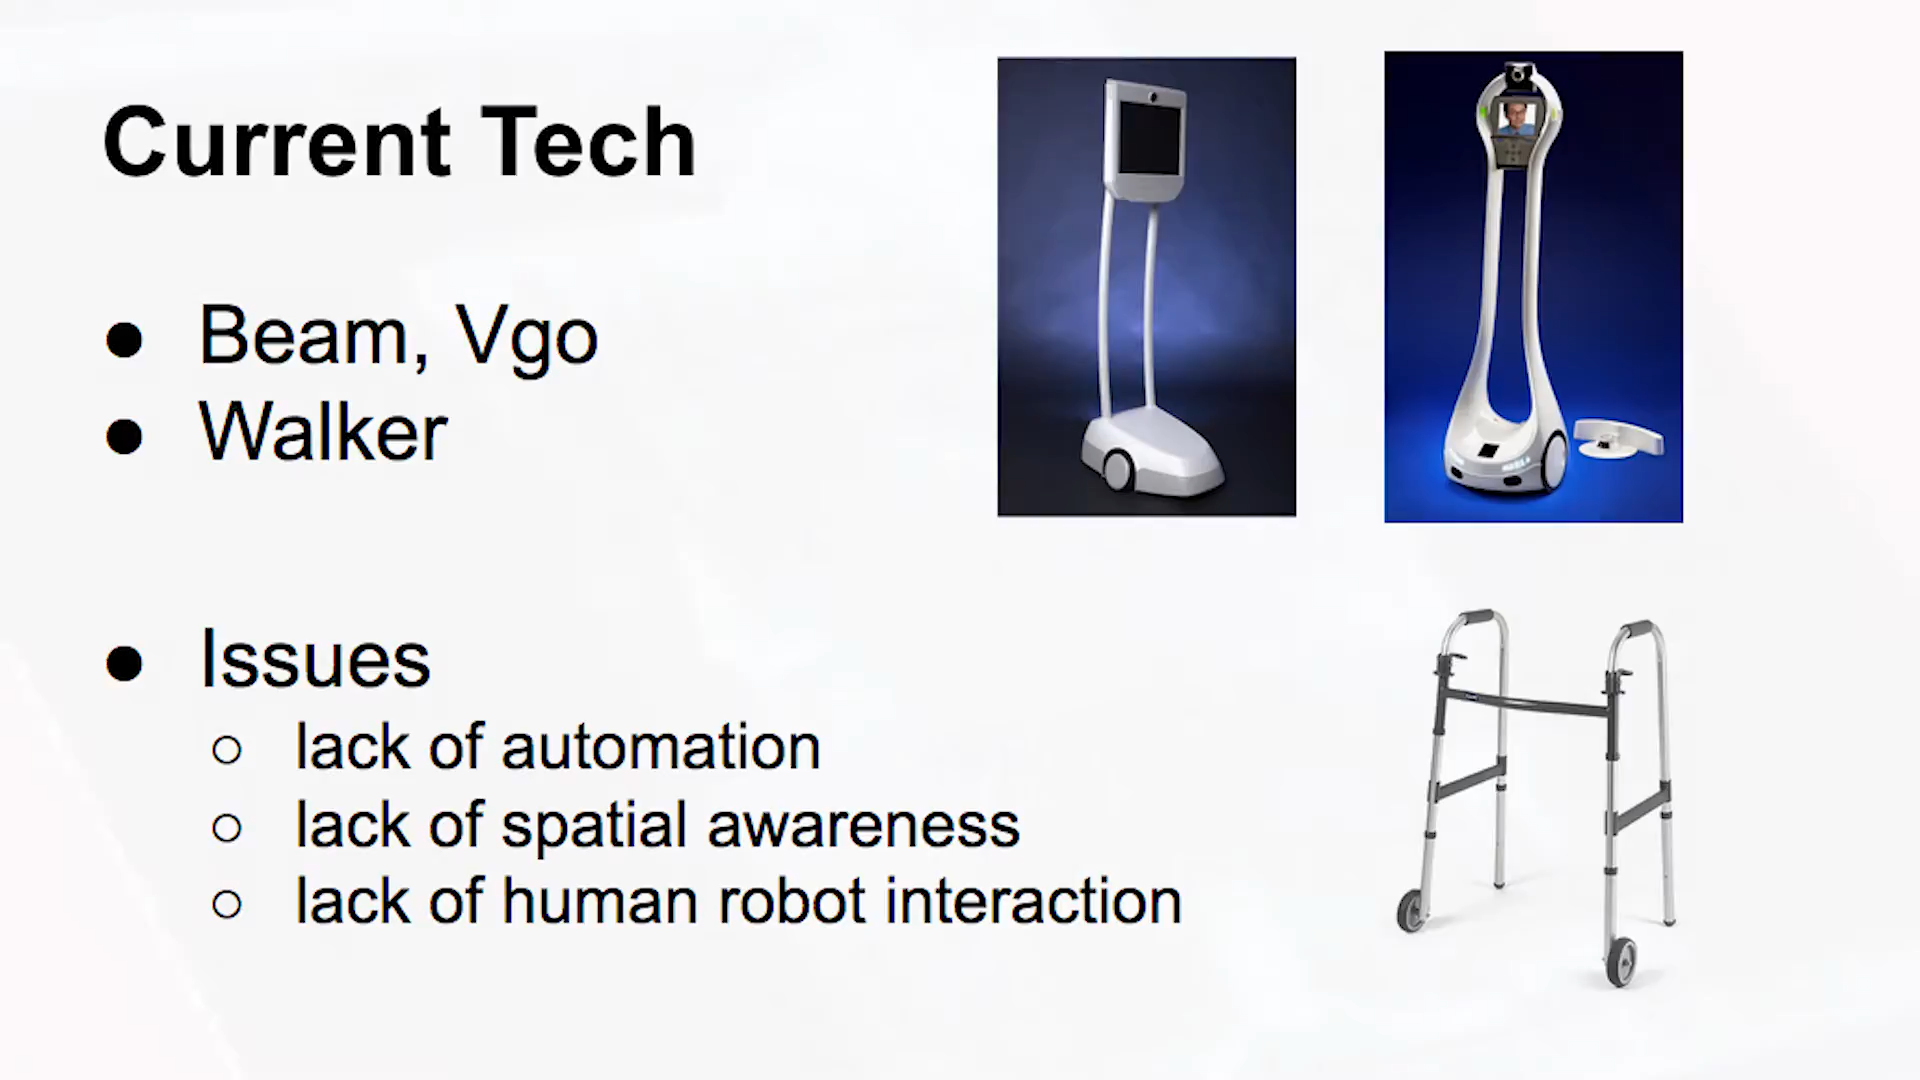 Current Tech
● Beam, Vgo
● Walker
● Issues
○ lack of automation
○ lack of spatial awareness
○ lack of human robot interaction